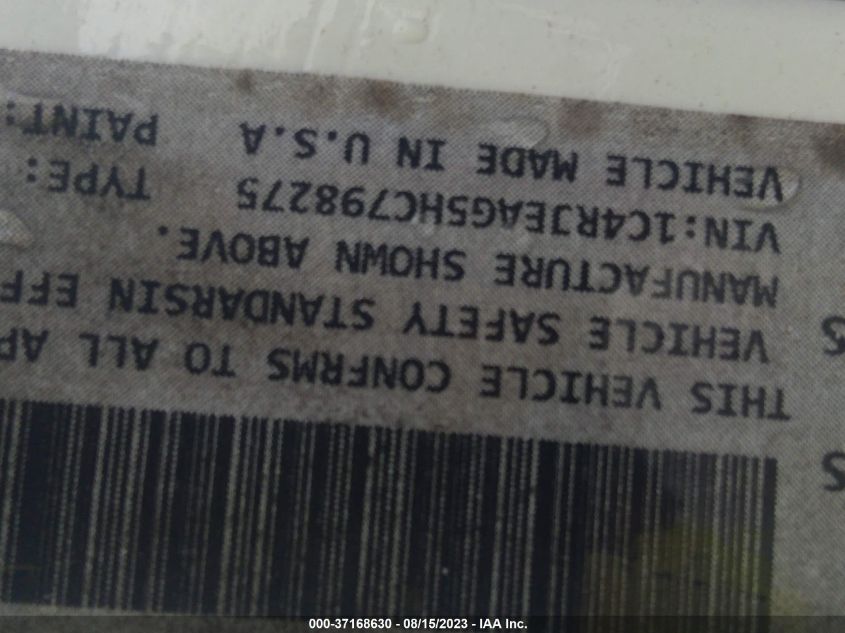 THIS VEHICLE CONFRMS TO ALL AP
VEHICLE SAFETY STANDARSIN EFF
MANUFACTURE SHOWN ABOVE.
VIN:1C4RJEAG5HC798275 TYPE:
VEHICLE MADE IN U.S.A PAINT:
000-37168630 - 08/15/2023 - IAA Inc.